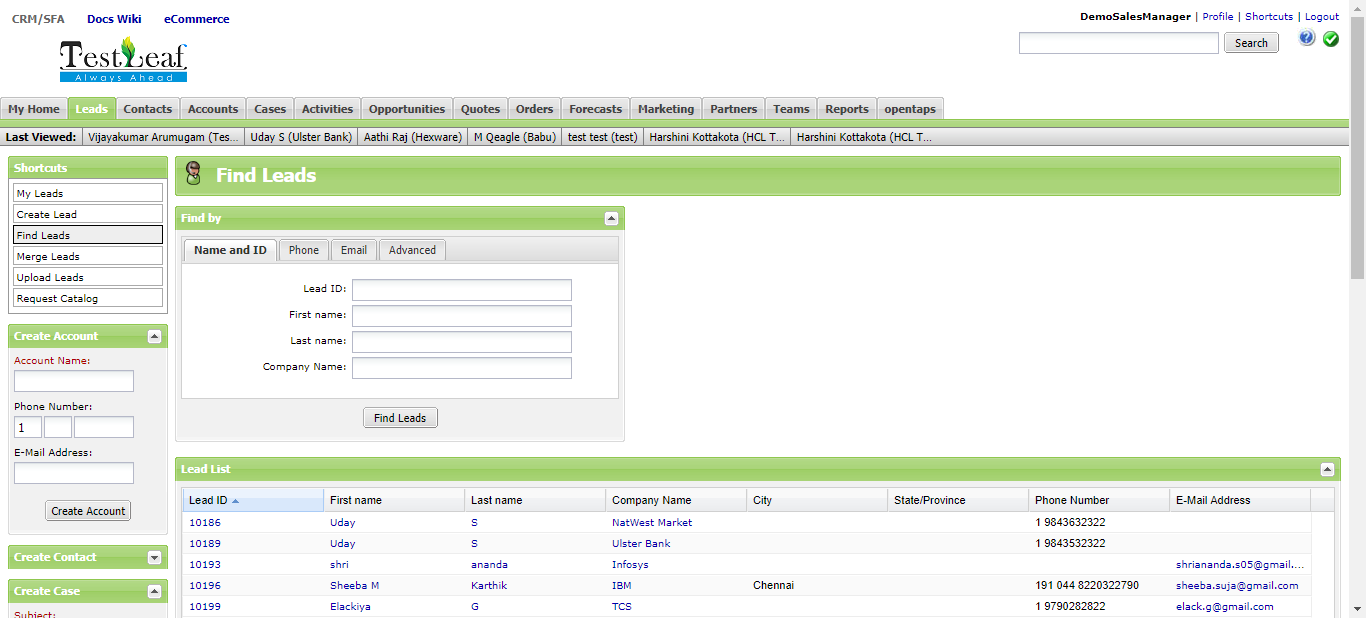 CRM/SFA Docs Wiki eCommerce
DemoSalesManager | Profile | Shortcuts | Logout
TestLeaf
Always Ahead
Search
My Home Leads Contacts Accounts Cases Activities Opportunities Quotes Orders Forecasts Marketing Partners Teams Reports opentaps
Last Viewed: Vijayakumar Arumugam (Tes... Uday S (Ulster Bank) Aathi Raj (Hexware) M Qeagle (Babu) test test (test) Harshini Kottakota (HCL T... Harshini Kottakota (HCL T...
Shortcuts
My Leads
Create Lead
Find Leads
Merge Leads
Upload Leads
Request Catalog
Create Account
Account Name:
Phone Number:
1
E-Mail Address:
Create Account
Create Contact
Create Case
Subject:
Find Leads
Find by
Name and ID Phone Email Advanced
Lead ID:
First name:
Last name:
Company Name:
Find Leads
Lead List
Lead ID First name Last name Company Name City State/Province Phone Number E-Mail Address
10186 Uday S NatWest Market 1 9843632322
10189 Uday S Ulster Bank 1 9843532322
10193 shri ananda Infosys shriananda.s05@gmail....
10196 Sheeba M Karthik IBM Chennai 191 044 8220322790 sheeba.suja@gmail.com
10199 Elackiya G TCS 1 9790282822 elack.g@gmail.com